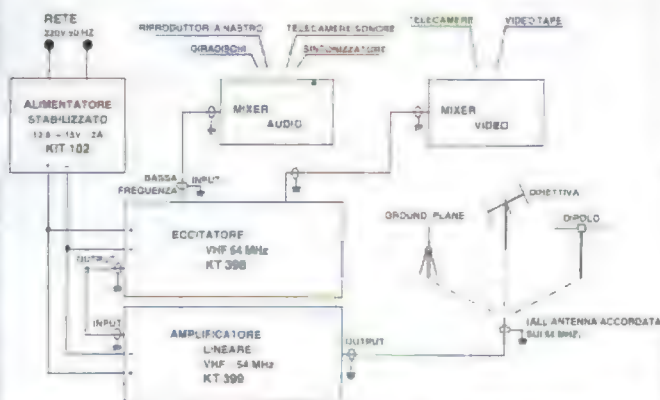 RETE
220V-50 HZ
RIPRODUTTORI A NASTRO
TELECAMERE SONORE
GIRADISCHI
SINTONIZZATORE
TELECAMERE
VIDEO TAPE
ALIMENTATORE
STABILIZZATO
KIT 102
MIXER
AUDIO
MIXER
VIDEO
BASSA
FREQUENZA
INPUT
ECCITATORE
VHF 54 MHz
KT 398
OUTPUT
GROUND PLANE
DIRETTIVA
DIPOLO
INPUT
AMPLIFICATORE
LINEARE
VHF 54 MHz
KT 399
OUTPUT
(ALL ANTENNA ACCORDATA
SUI 54 MHZ.